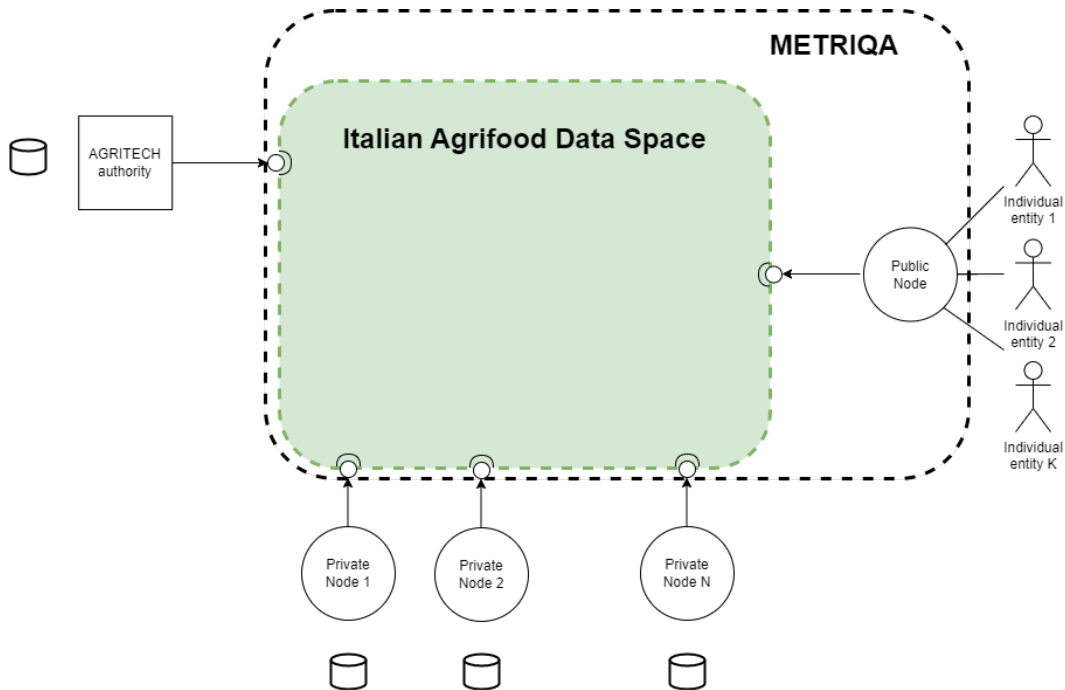 METRIQA
Italian Agrifood Data Space
AGRITECH
authority
Individual
entity 1
Public
Node
Individual
entity 2
Individual
entity K
Private
Node 1
Private
Node 2
Private
Node N